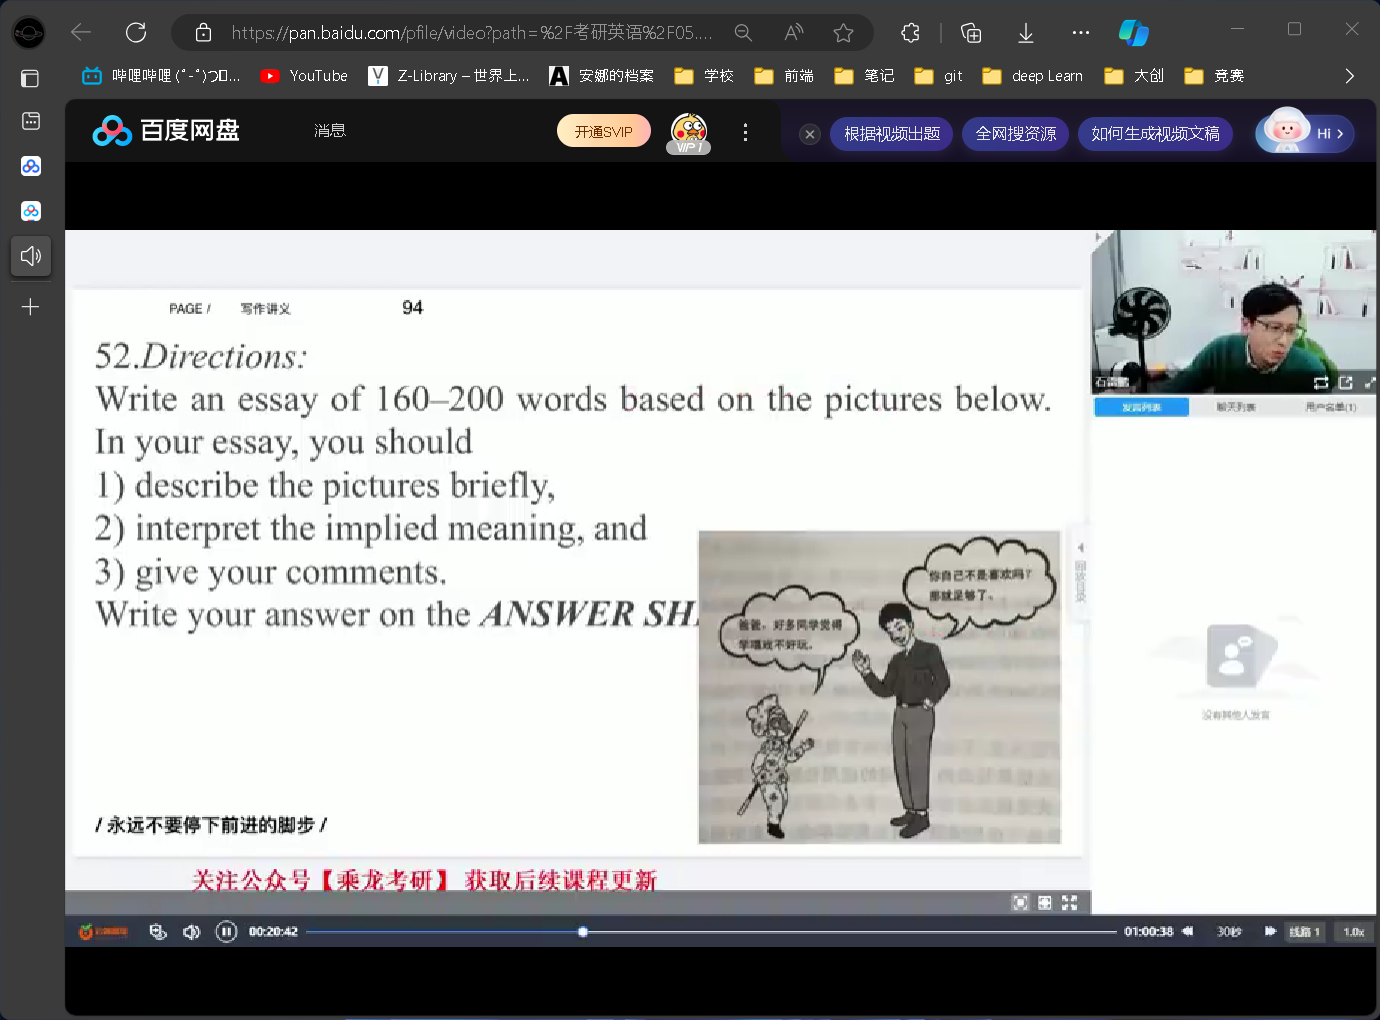 https://pan.baidu.com/pfile/video?path=%2F考研英语%2F05...
哔哩哔哩 (゜-゜)つ...
YouTube
Z-Library – 世界上...
安娜的档案
学校
前端
笔记
git
deep Learn
大创
竞赛
百度网盘
消息
开通SVIP
VIP 1
根据视频出题
全网搜资源
如何生成视频文稿
Hi >
PAGE / 写作讲义 94
52.Directions:
Write an essay of 160–200 words based on the pictures below.
In your essay, you should
1) describe the pictures briefly,
2) interpret the implied meaning, and
3) give your comments.
Write your answer on the ANSWER SH
你自己不是喜欢吗?
那就足够了。
爸爸，好多同学觉得
学唱戏不好玩。
/ 永远不要停下前进的脚步 /
关注公众号【乘龙考研】 获取后续课程更新
石雷鹏
发言列表
聊天列表
用户名单(1)
没有其他人发言
00:20:42
01:00:38
30秒
线路 1
1.0x